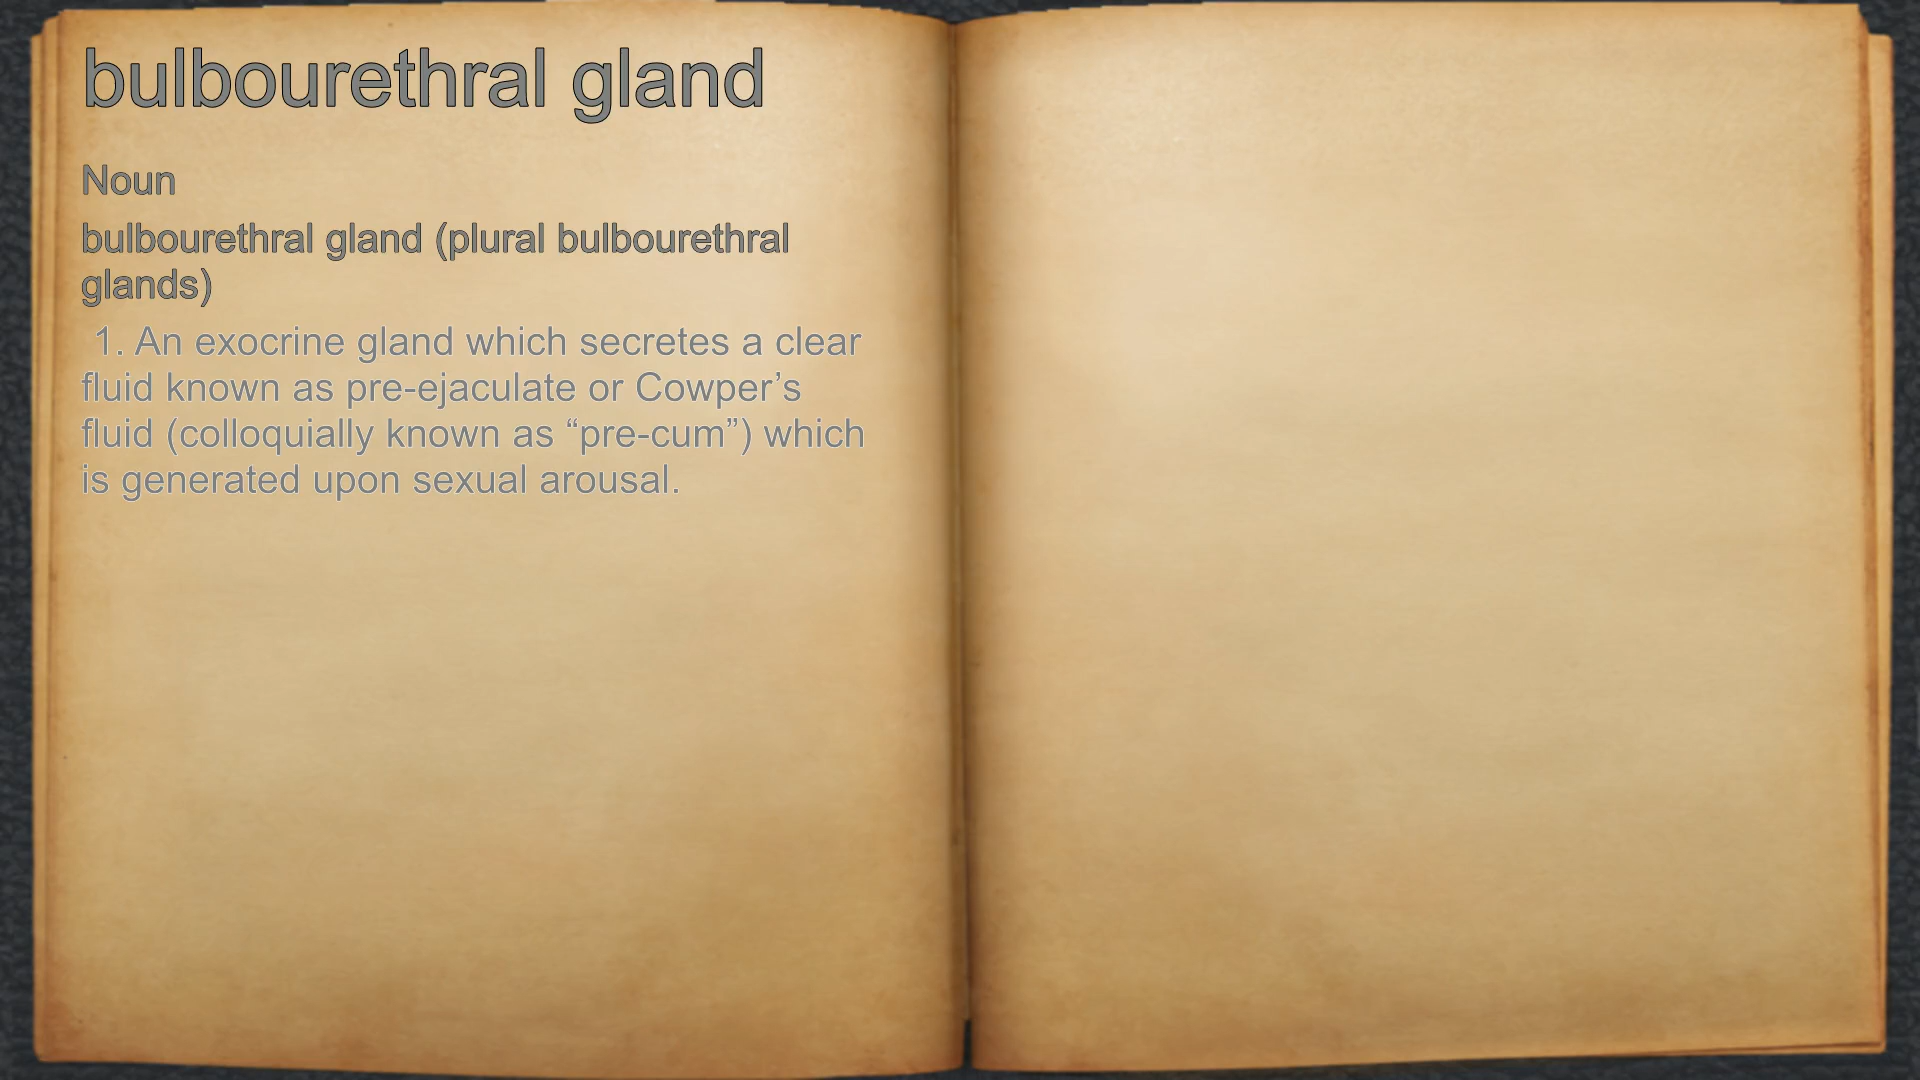 bulbourethral gland
Noun
bulbourethral gland (plural bulbourethral
glands)
1. An exocrine gland which secretes a clear
fluid known as pre-ejaculate or Cowper’s
fluid (colloquially known as “pre-cum”) which
is generated upon sexual arousal.